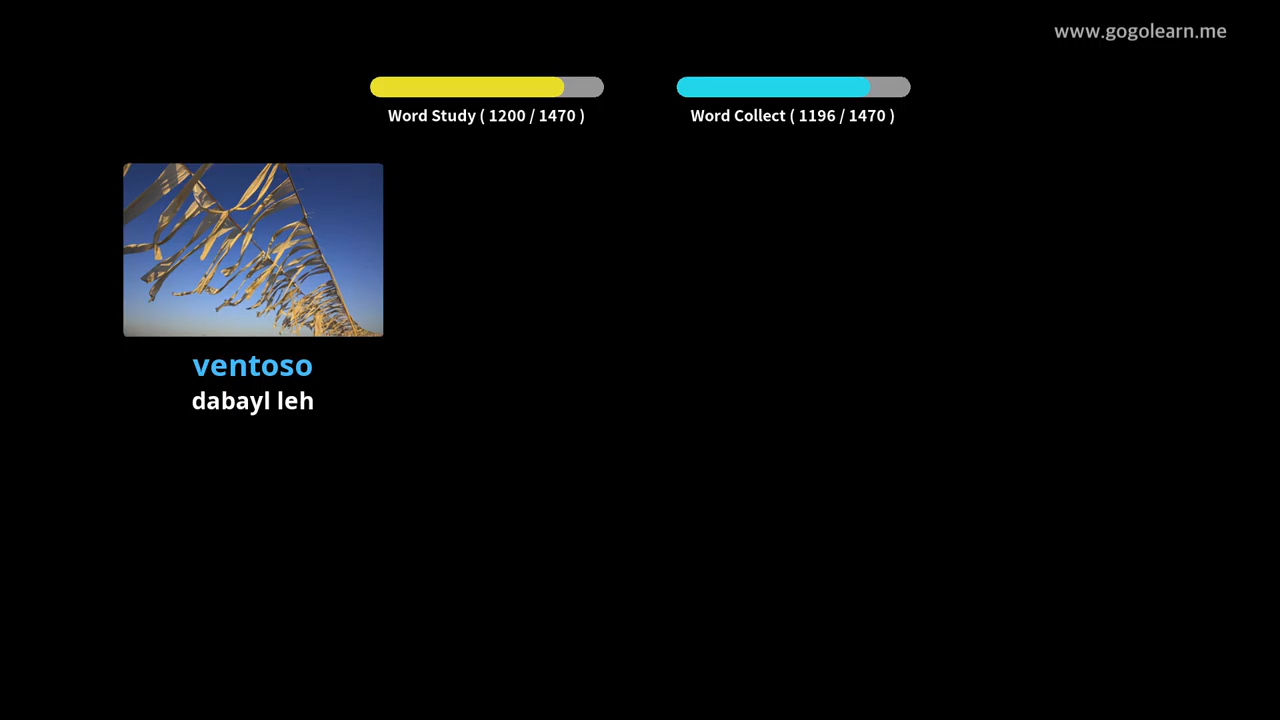 www.gogolearn.me
Word Study ( 1200 / 1470 )
Word Collect ( 1196 / 1470 )
ventoso
dabayl leh